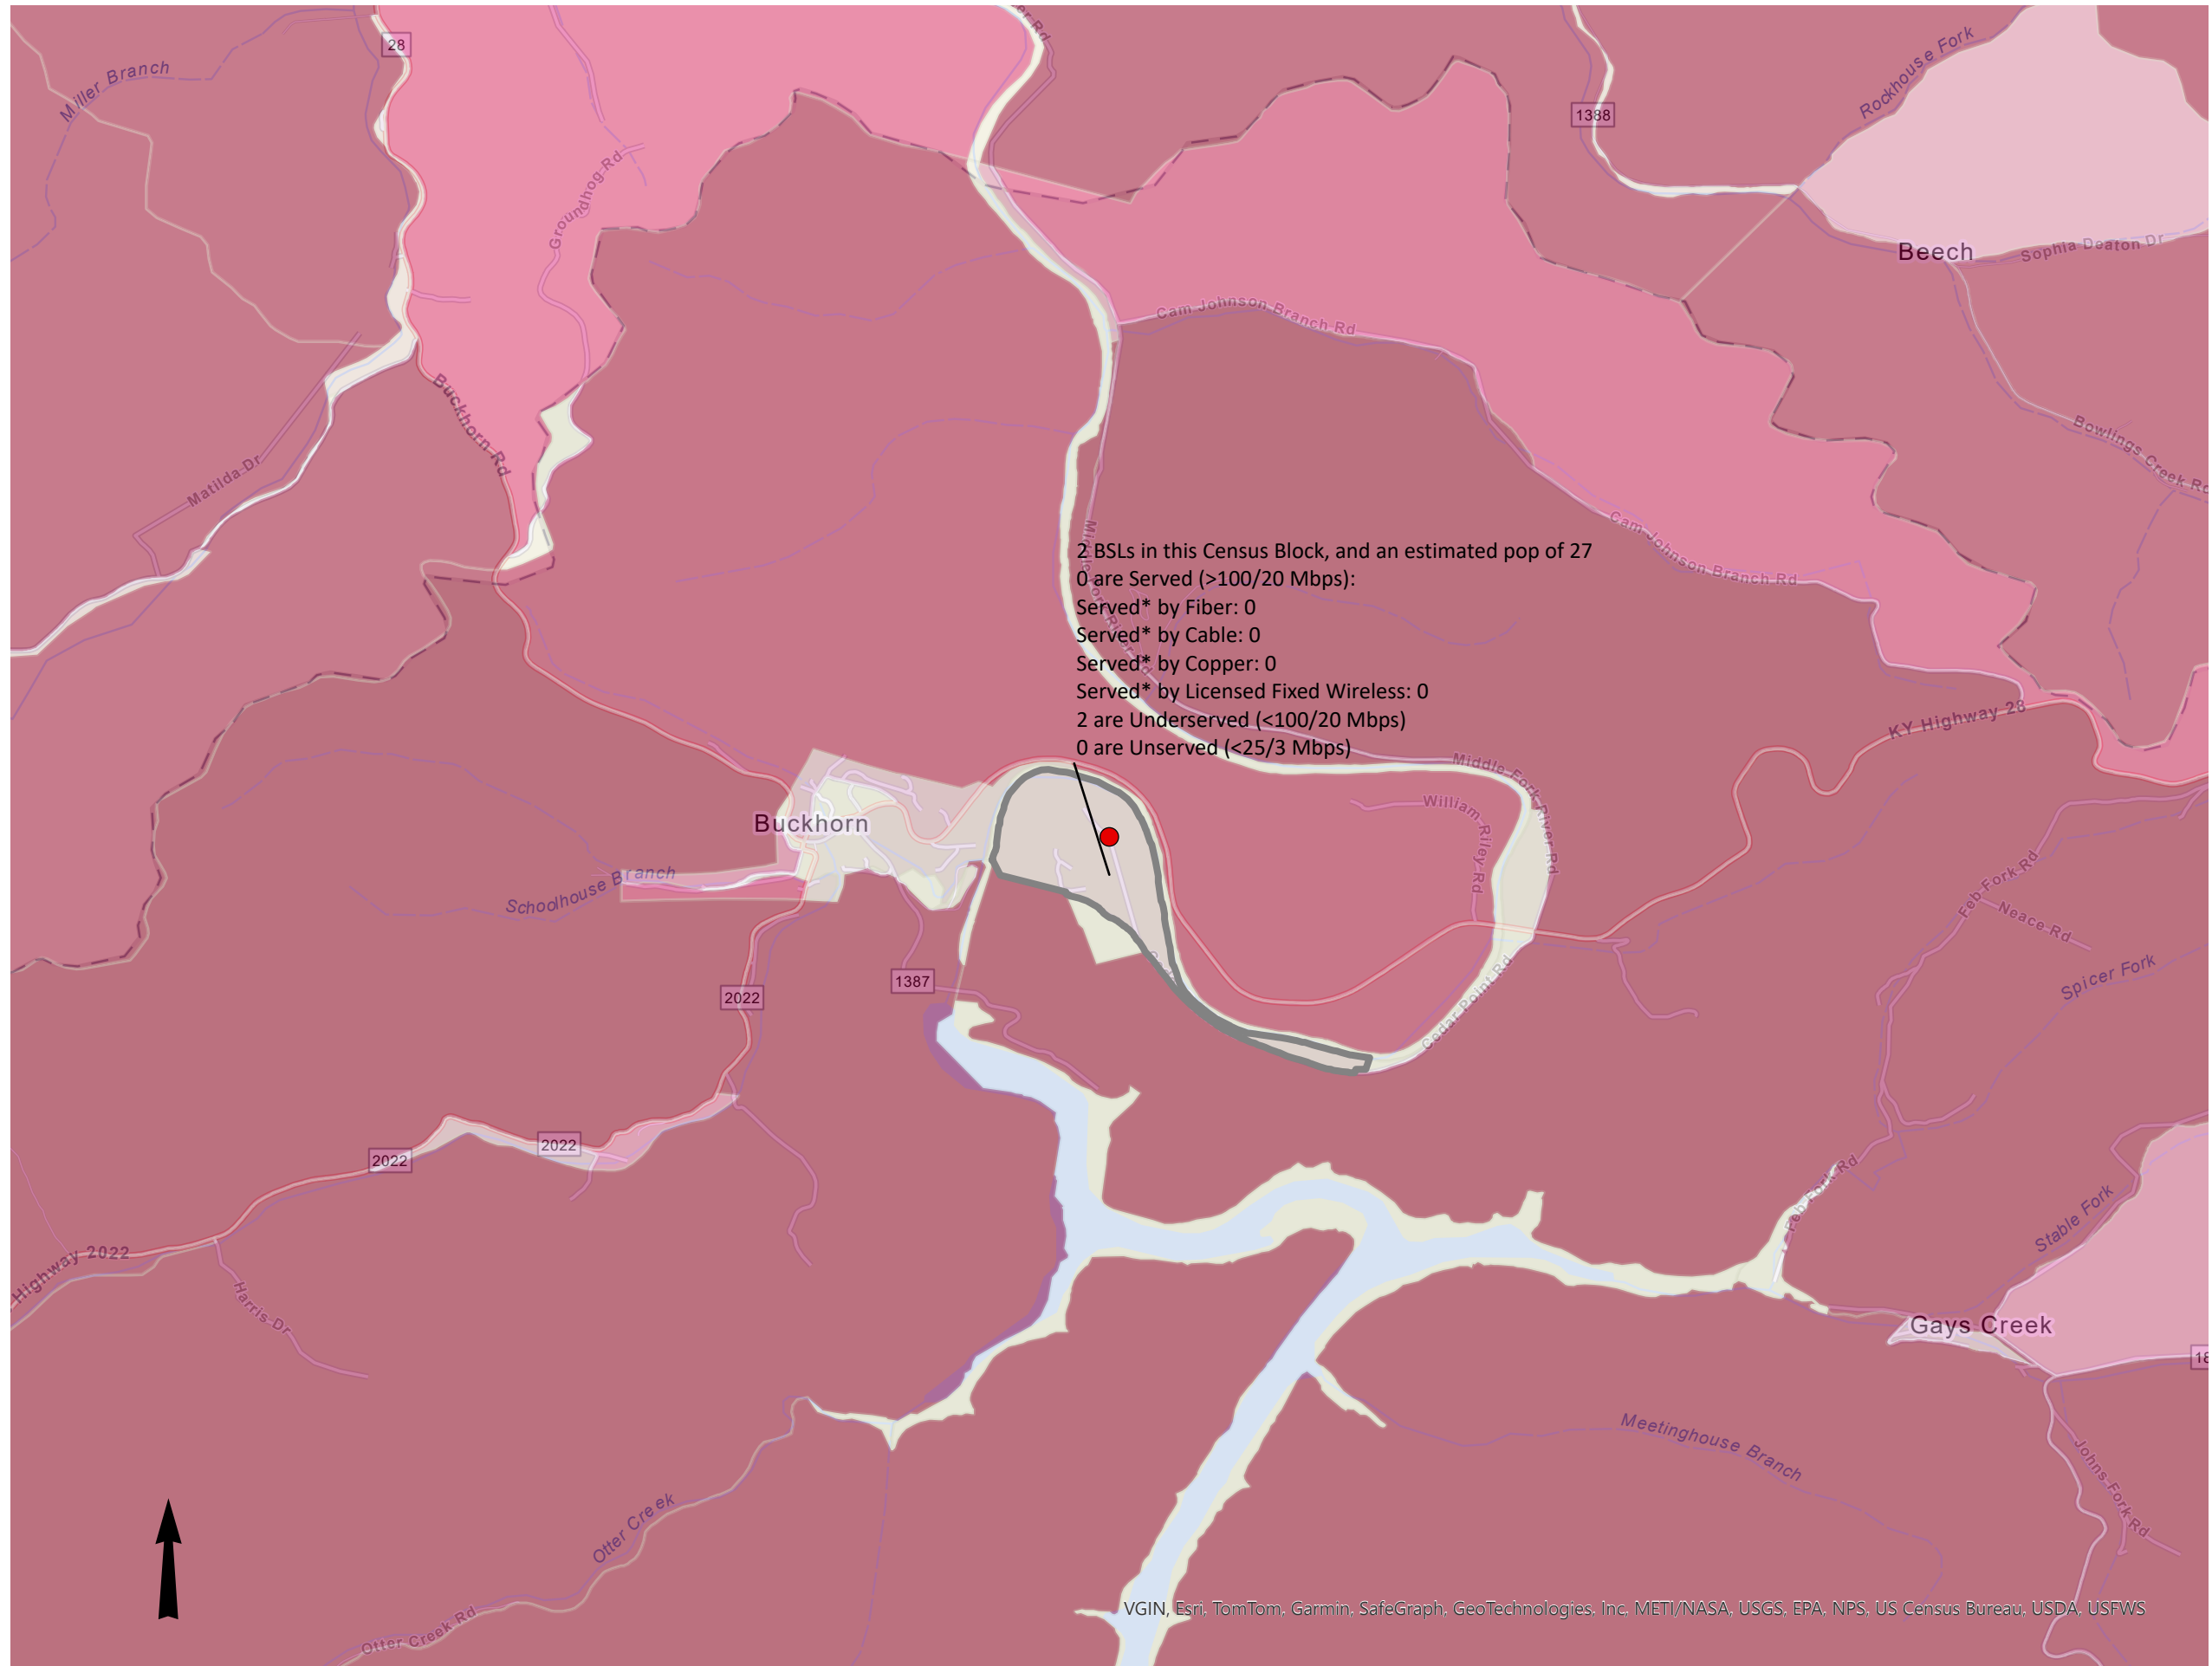 er Rd
28
Miller Branch
Rockhouse Fork
1388
Groundhog Rd
Beech
Sophia Deaton Dr
Cam Johnson Branch Rd
Buckhorn Rd
Bowlings Creek Rd
Matilda Dr
Cam Johnson Branch Rd
2 BSLs in this Census Block, and an estimated pop of 27
0 are Served (>100/20 Mbps):
Served* by Fiber: 0
Served* by Cable: 0
Served* by Copper: 0
Served* by Licensed Fixed Wireless: 0
2 are Underserved (<100/20 Mbps)
0 are Unserved (<25/3 Mbps)
KY Highway 28
Middle Fork River Rd
William Riley Rd
Buckhorn
Schoolhouse Branch
Feb Fork Rd
Neace Rd
Spicer Fork
1387
2022
Cedar Point Rd
2022
2022
Feb Fork Rd
Stable Fork
Highway 2022
Harris Dr
Gays Creek
18
Meetinghouse Branch
Johns Fork Rd
Otter Creek
Otter Creek Rd
VGIN, Esri, TomTom, Garmin, SafeGraph, GeoTechnologies, Inc, METI/NASA, USGS, EPA, NPS, US Census Bureau, USDA, USFWS